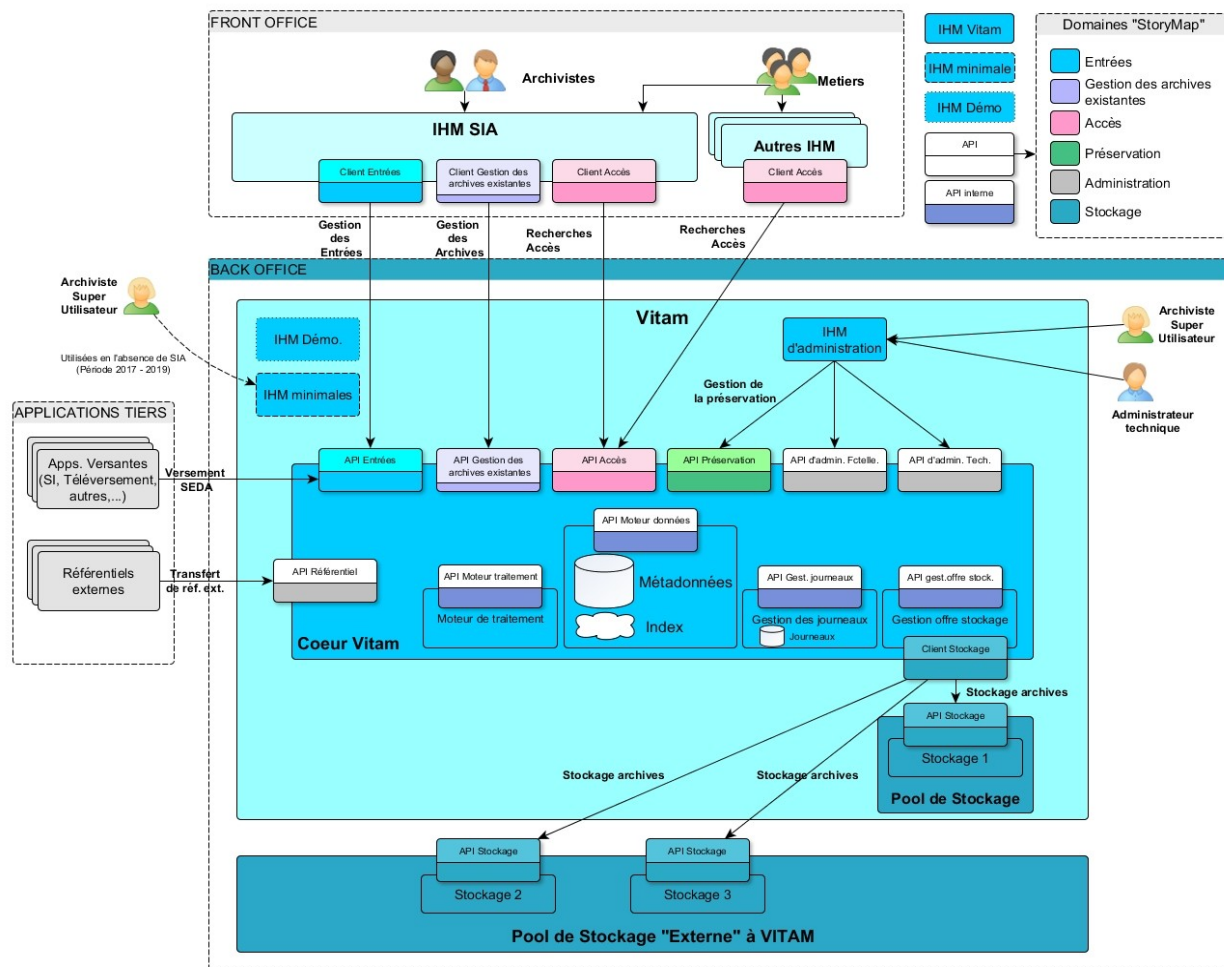 FRONT OFFICE
Archivistes
Metiers
IHM SIA
Autres IHM
Client Entrées
Client Gestion des
archives existantes
Client Accès
Client Accès
IHM Vitam
IHM minimale
IHM Démo
API
API interne
Domaines "StoryMap"
Entrées
Gestion des archives
existantes
Accès
Préservation
Administration
Stockage
Gestion
des
Entrées
Gestion
des
Archives
Recherches
Accès
Recherches
Accès
BACK OFFICE
Archiviste
Super
Utilisateur
Utilisées en l'absence de SIA
(Période 2017 - 2019)
Vitam
IHM Démo.
IHM minimales
IHM
d'administration
Archiviste
Super
Utilisateur
Administrateur
technique
Gestion de
la préservation
APPLICATIONS TIERS
Apps. Versantes
(SI, Téléversement,
autres,...)
Versement
SEDA
Référentiels
externes
Transfért
de réf. ext.
API Entrées
API Gestion des
archives existantes
API Accès
API Préservation
API d'admin. Fctelle.
API d'admin. Tech.
API Référentiel
API Moteur traitement
Moteur de traitement
API Moteur données
Métadonnées
Index
API Gest. journeaux
Gestion des journeaux
Journeaux
API gest.offre stock.
Gestion offre stockage
Coeur Vitam
Client Stockage
Stockage archives
API Stockage
Stockage 1
Pool de Stockage
Stockage archives
Stockage archives
API Stockage
Stockage 2
API Stockage
Stockage 3
Pool de Stockage "Externe" à VITAM